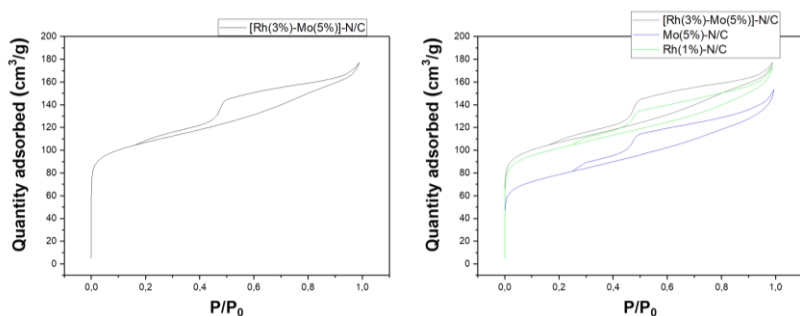 [Rh(3%)-Mo(5%)]-N/C
200
180
160
140
120
100
80
60
40
20
0
Quantity adsorbed (cm³/g)
0,0 0,2 0,4 0,6 0,8 1,0
P/P₀
[Rh(3%)-Mo(5%)]-N/C
Mo(5%)-N/C
Rh(1%)-N/C
200
180
160
140
120
100
80
60
40
20
0
Quantity adsorbed (cm³/g)
0,0 0,2 0,4 0,6 0,8 1,0
P/P₀